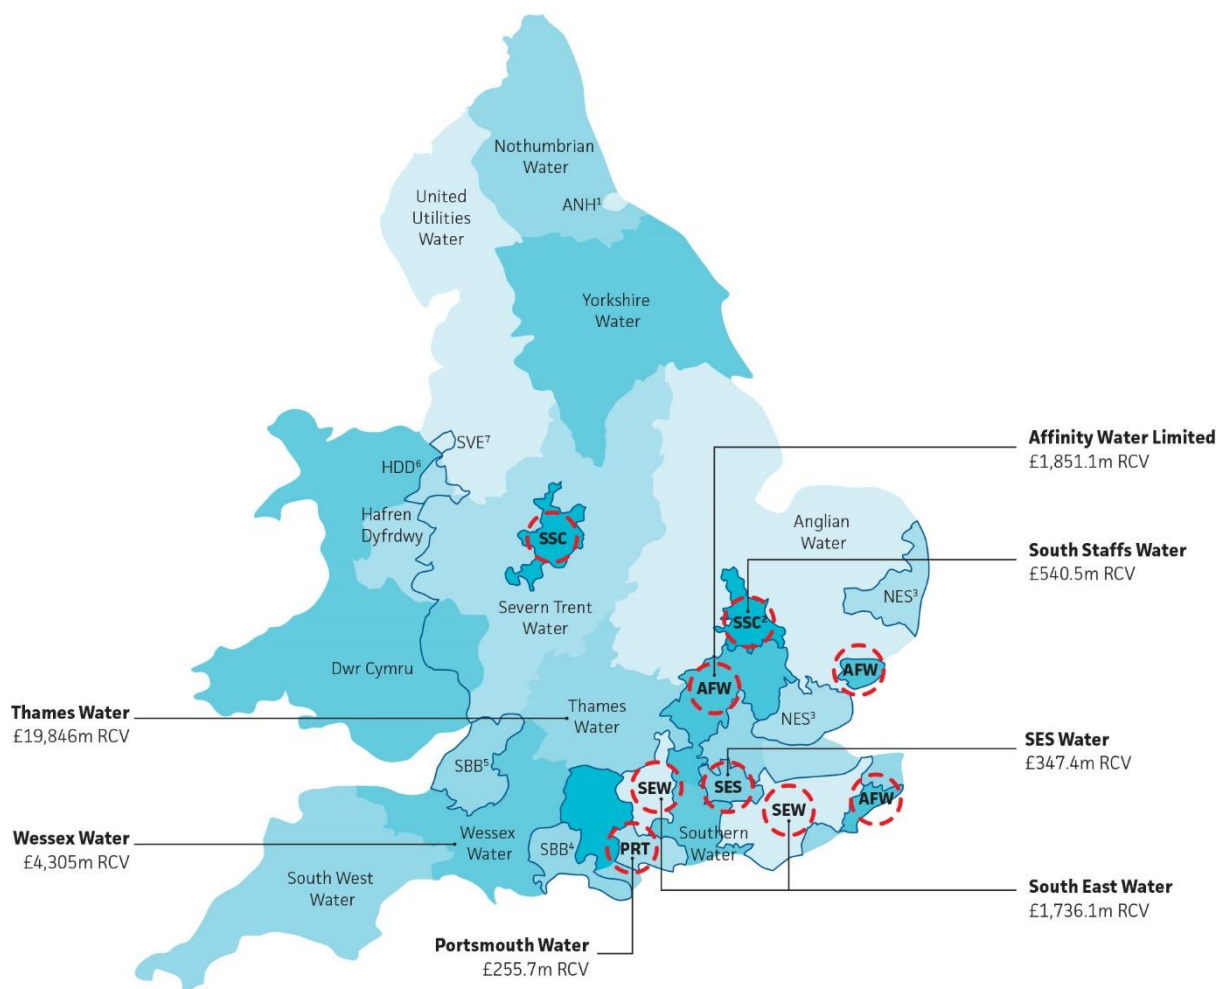 Nothumbrian
Water
ANH¹
United
Utilities
Water
Yorkshire
Water
SVE⁷
HDD⁶
Hafren
Dyfrdwy
SSC
Severn Trent
Water
Anglian
Water
NES³
SSC²
AFW
AFW
NES³
Dwr Cymru
Thames
Water
SBB⁵
SEW
SES
SEW
AFW
Wessex
Water
SBB⁴
PRT
Southern
Water
South West
Water
Affinity Water Limited
£1,851.1m RCV
South Staffs Water
£540.5m RCV
SES Water
£347.4m RCV
South East Water
£1,736.1m RCV
Thames Water
£19,846m RCV
Wessex Water
£4,305m RCV
Portsmouth Water
£255.7m RCV